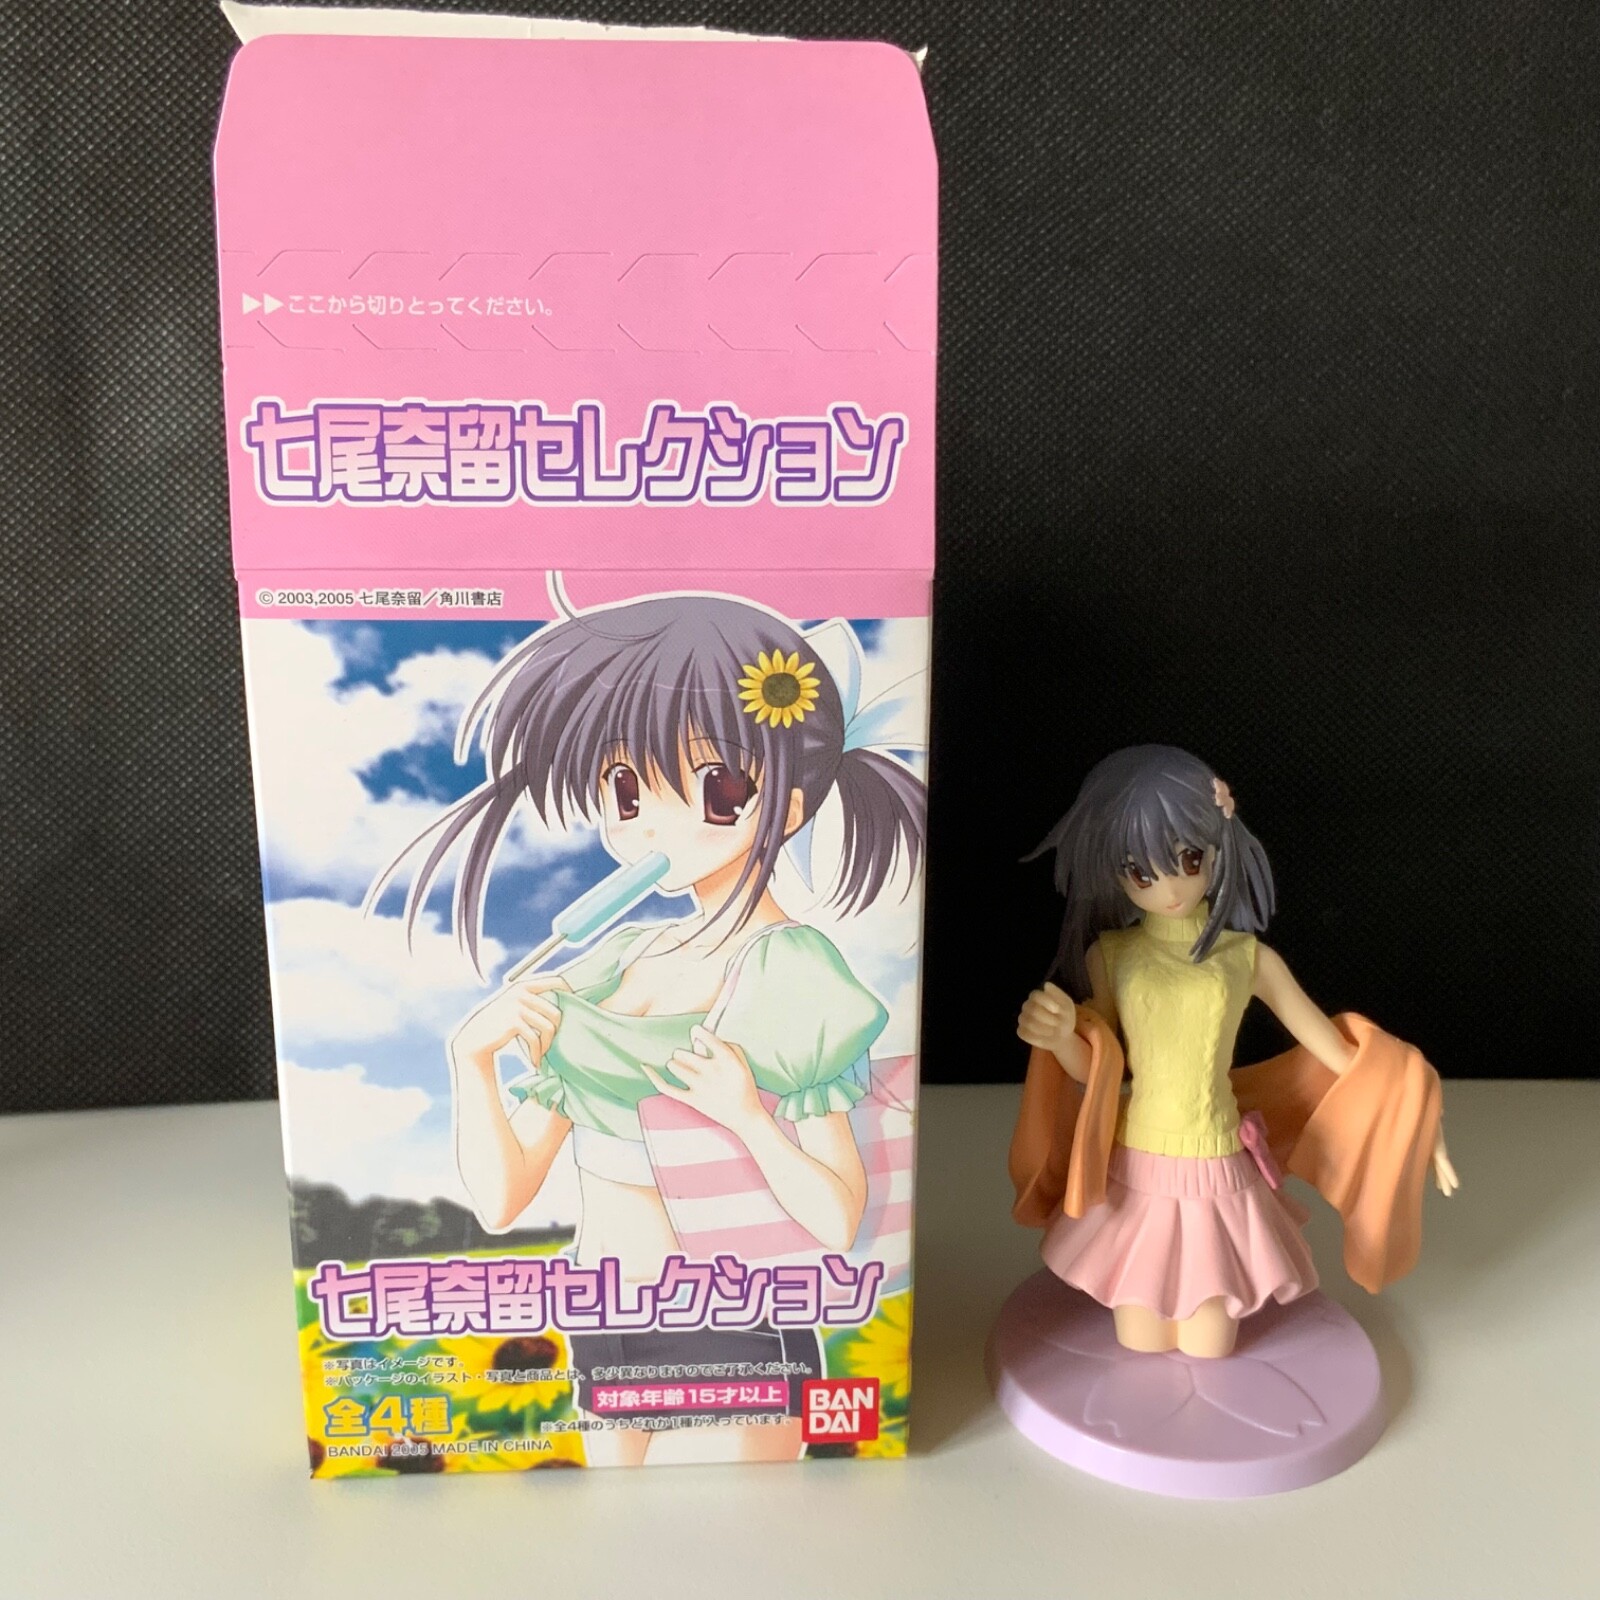 ▶▶ここから切りとってください。
七尾奈留セレクション
© 2003,2005 七尾奈留／角川書店
七尾奈留セレクション
※写真はイメージです。
※パッケージのイラスト・写真と商品とは、多少異なりますのでご了承ください。
対象年齢15才以上
全4種
※全4種のうちどれか1種が入っています。
BAN
DAI
BANDAI 2005 MADE IN CHINA